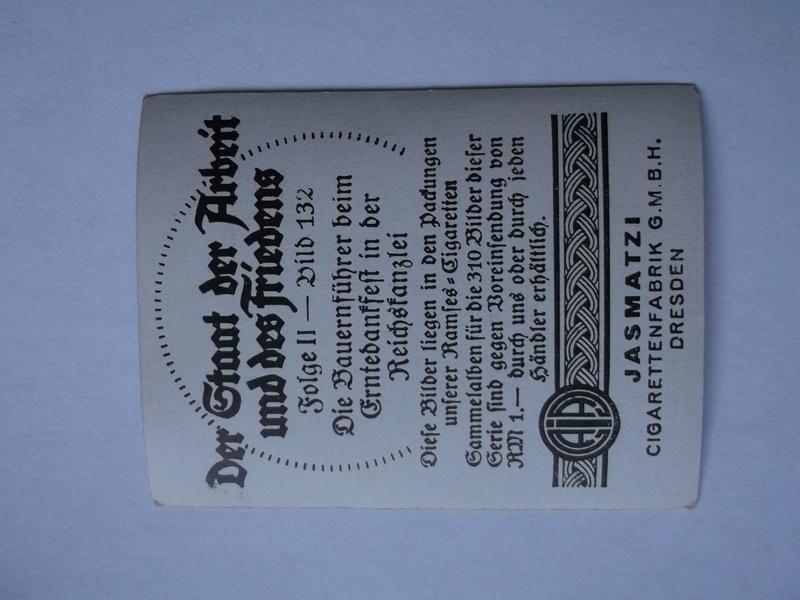 Der Staat der Arbeit
und des Friedens
Folge II — Bild 132
Die Bauernführer beim
Erntedankfest in der
Reichskanzlei
Diese Bilder liegen in den Packungen
unserer Ramses-Cigaretten
Sammelalben für die 310 Bilder dieser
Serie sind gegen Voreinsendung von
RM 1.— durch uns oder durch jeden
Händler erhältlich.
JASMATZI
CIGARETTENFABRIK G.M.B.H.
DRESDEN